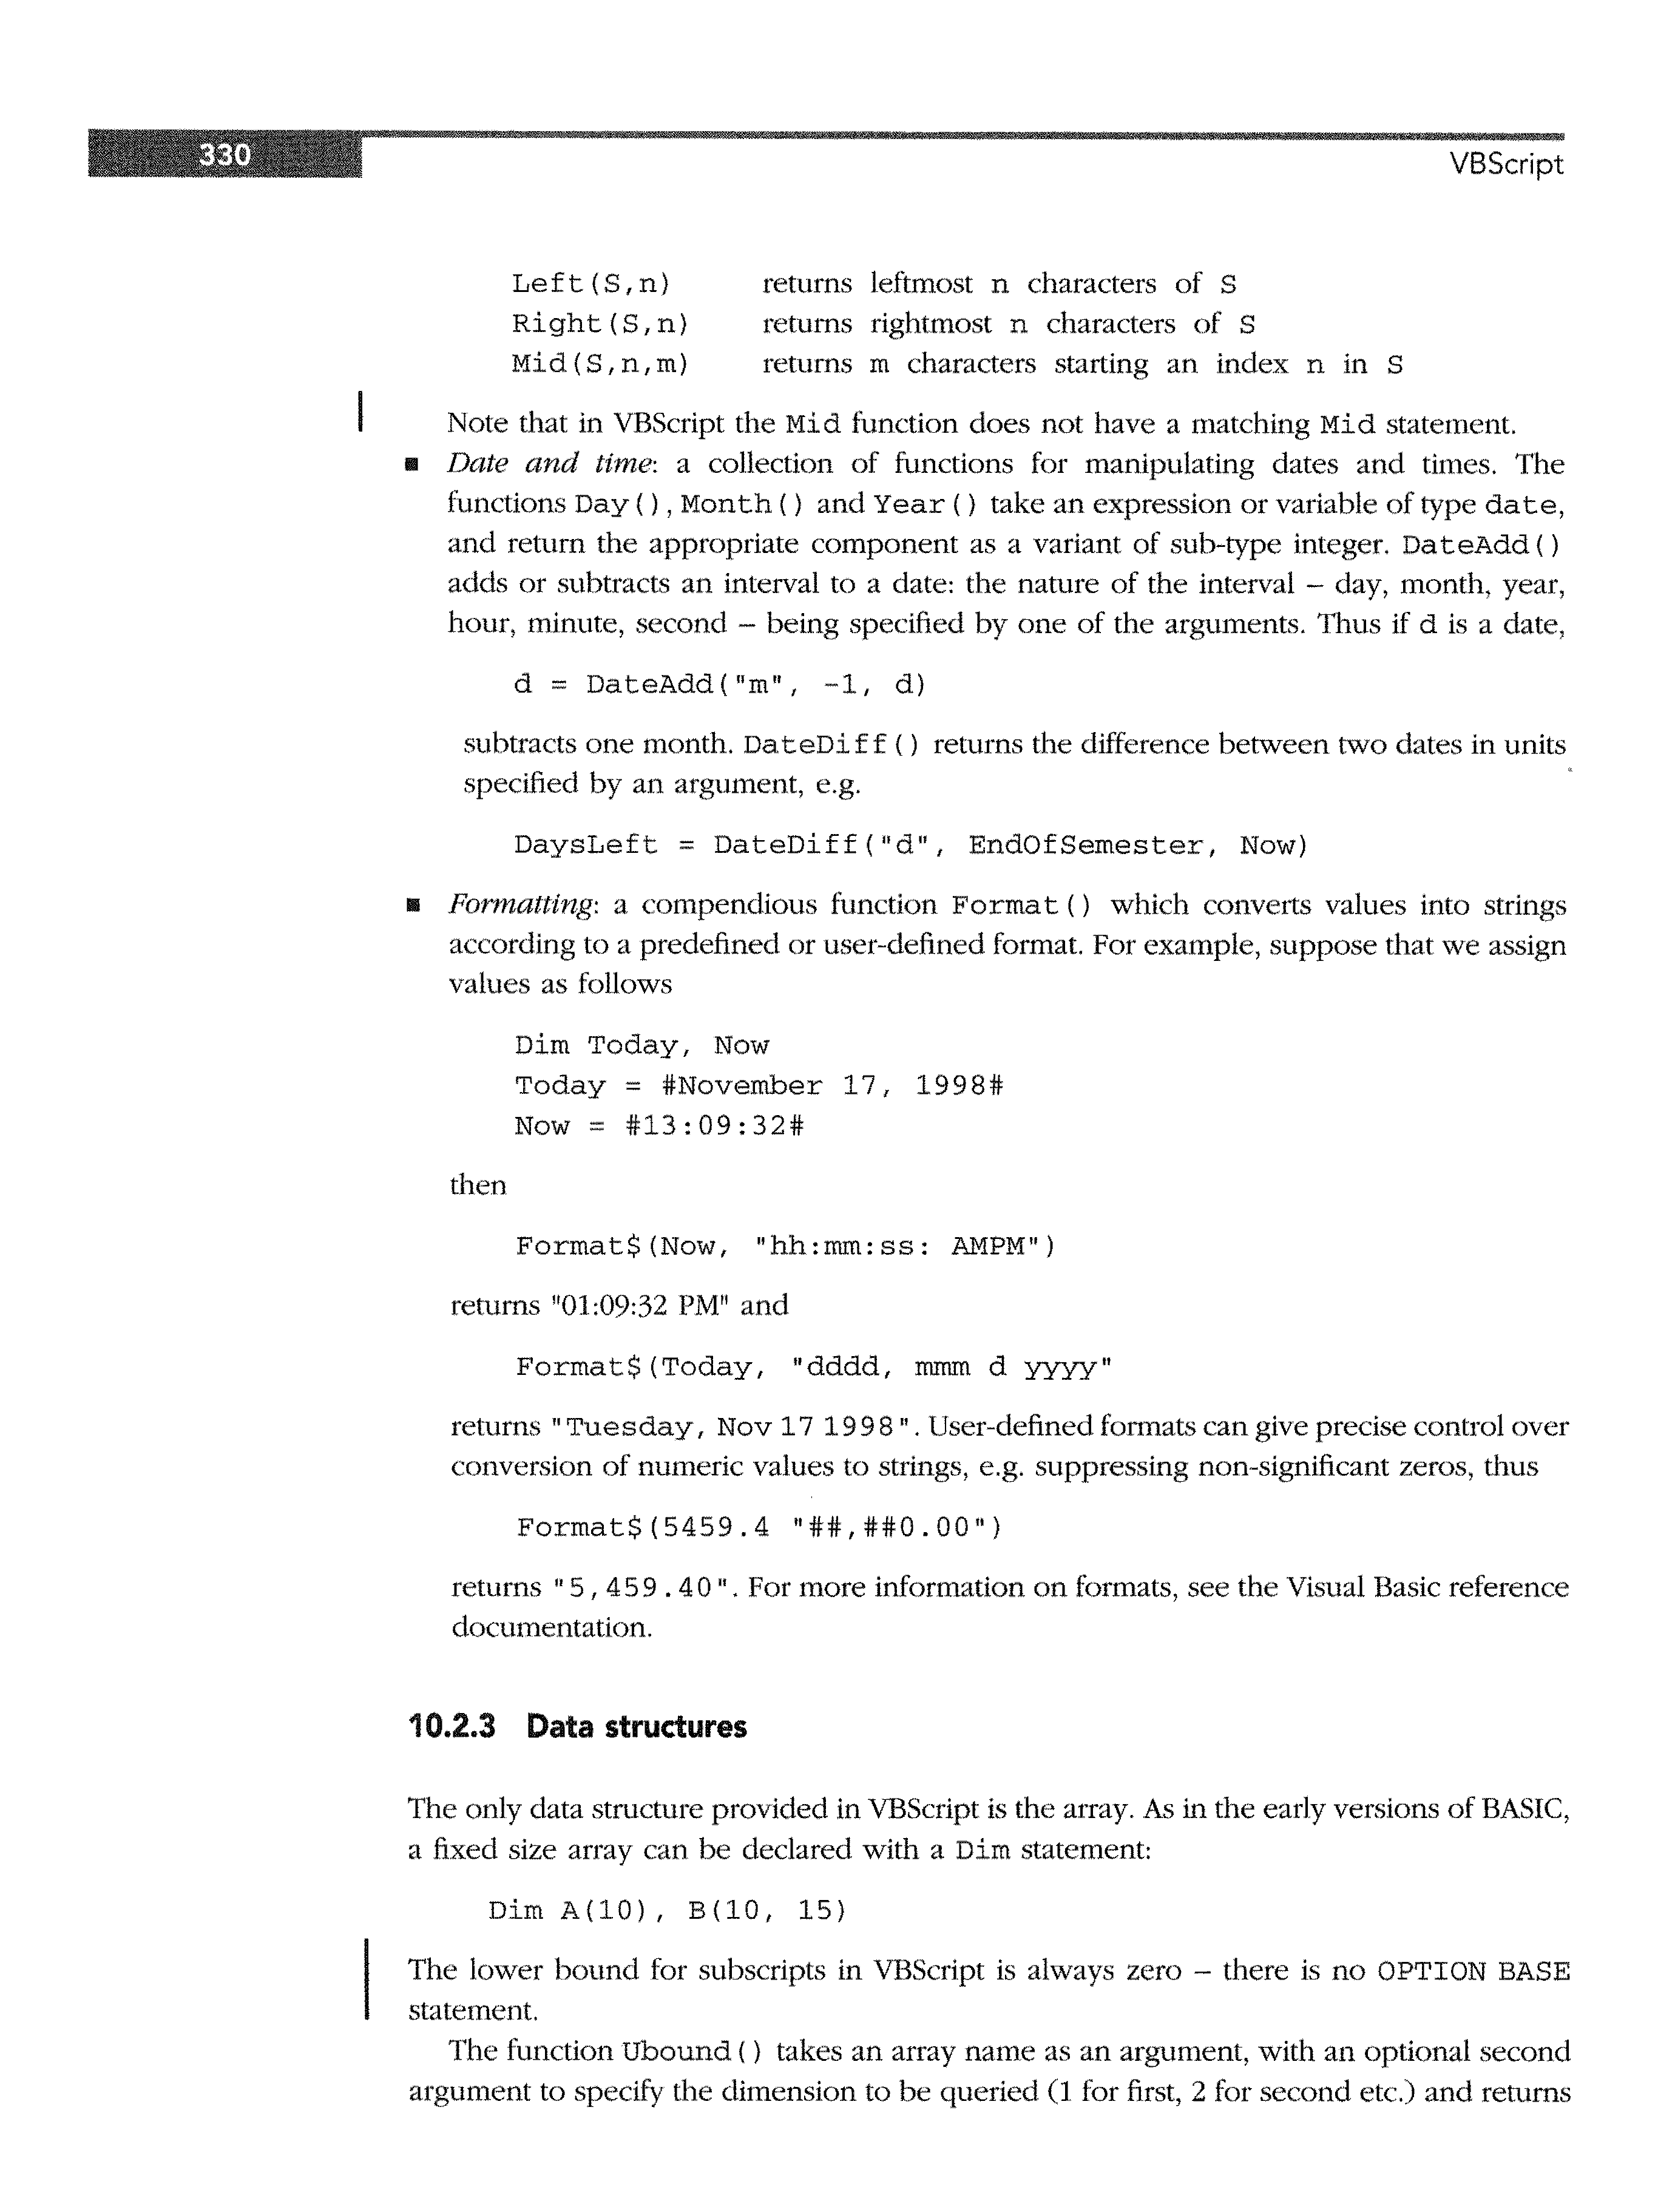 330
VBScript
Left(S,n) returns leftmost n characters of S
Right(S,n) returns rightmost n characters of S
Mid(S,n,m) returns m characters starting an index n in S
Note that in VBScript the Mid function does not have a matching Mid statement.
■ Date and time: a collection of functions for manipulating dates and times. The
functions Day(), Month() and Year() take an expression or variable of type date,
and return the appropriate component as a variant of sub-type integer. DateAdd()
adds or subtracts an interval to a date: the nature of the interval – day, month, year,
hour, minute, second – being specified by one of the arguments. Thus if d is a date,
d = DateAdd("m", -1, d)
subtracts one month. DateDiff() returns the difference between two dates in units
specified by an argument, e.g.
DaysLeft = DateDiff("d", EndOfSemester, Now)
■ Formatting: a compendious function Format() which converts values into strings
according to a predefined or user-defined format. For example, suppose that we assign
values as follows
Dim Today, Now
Today = #November 17, 1998#
Now = #13:09:32#
then
Format$(Now, "hh:mm:ss: AMPM")
returns "01:09:32 PM" and
Format$(Today, "dddd, mmm d yyyy"
returns "Tuesday, Nov 17 1998". User-defined formats can give precise control over
conversion of numeric values to strings, e.g. suppressing non-significant zeros, thus
Format$(5459.4 "##,##0.00")
returns "5,459.40". For more information on formats, see the Visual Basic reference
documentation.
10.2.3 Data structures
The only data structure provided in VBScript is the array. As in the early versions of BASIC,
a fixed size array can be declared with a Dim statement:
Dim A(10), B(10, 15)
The lower bound for subscripts in VBScript is always zero – there is no OPTION BASE
statement.
The function Ubound() takes an array name as an argument, with an optional second
argument to specify the dimension to be queried (1 for first, 2 for second etc.) and returns